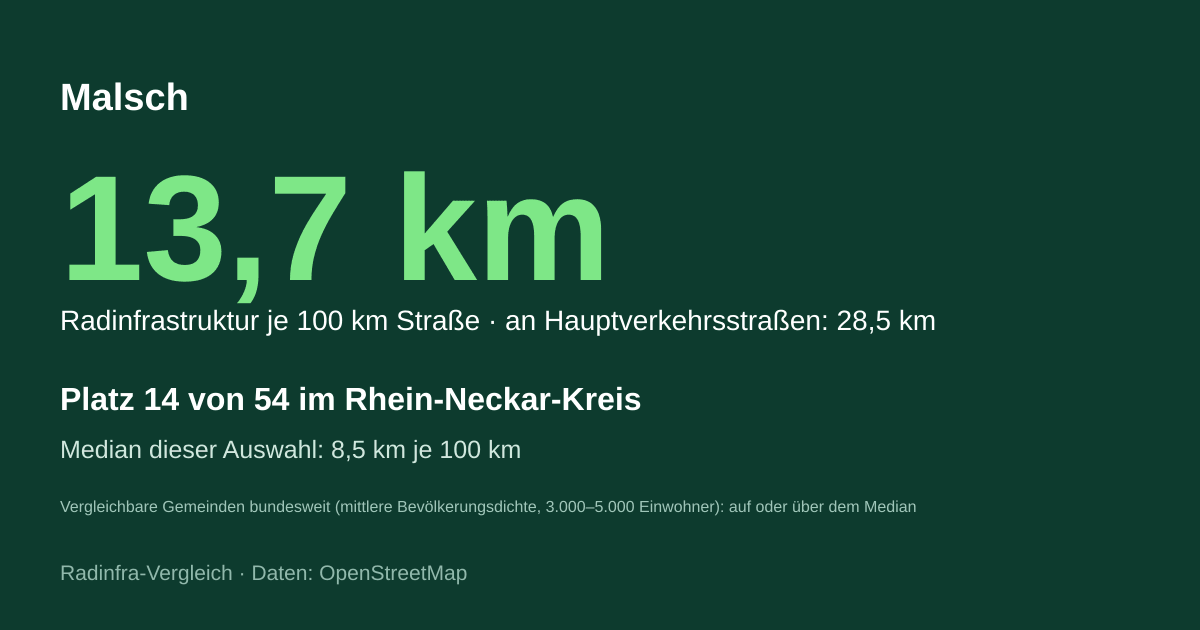 Malsch
13,7 km
Radinfrastruktur je 100 km Straße · an Hauptverkehrsstraßen: 28,5 km
Platz 14 von 54 im Rhein-Neckar-Kreis
Median dieser Auswahl: 8,5 km je 100 km
Vergleichbare Gemeinden bundesweit (mittlere Bevölkerungsdichte, 3.000–5.000 Einwohner): auf oder über dem Median
Radinfra-Vergleich · Daten: OpenStreetMap